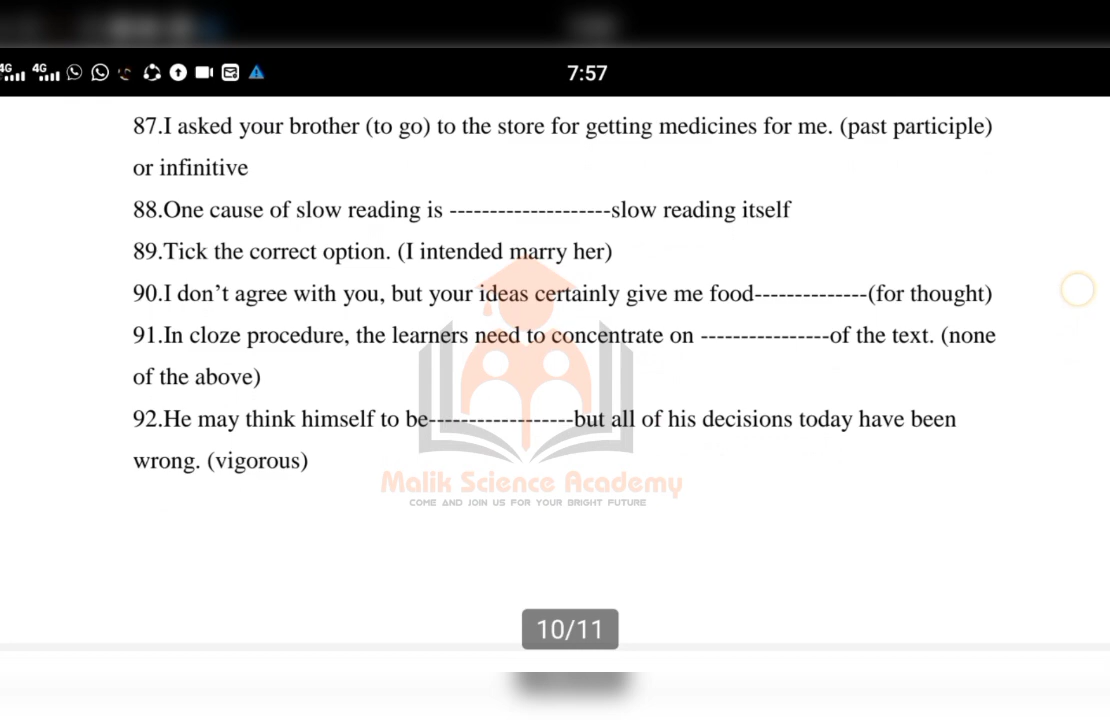 4G 4G 7:57
87.I asked your brother (to go) to the store for getting medicines for me. (past participle)
or infinitive
88.One cause of slow reading is --------------------slow reading itself
89.Tick the correct option. (I intended marry her)
90.I don’t agree with you, but your ideas certainly give me food--------------(for thought)
91.In cloze procedure, the learners need to concentrate on ----------------of the text. (none
of the above)
92.He may think himself to be------------------but all of his decisions today have been
wrong. (vigorous)
Malik Science Academy
COME AND JOIN US FOR YOUR BRIGHT FUTURE
10/11